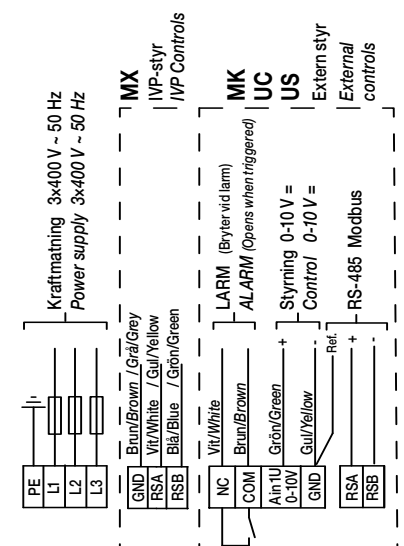 PE
L1
L2
L3
Kraftmatning 3x400 V ~ 50 Hz
Power supply 3x400 V ~ 50 Hz
GND
RSA
RSB
Brun/Brown / Grå/Grey
Vit/White / Gul/Yellow
Blå/Blue / Grön/Green
MX
IVP-styr
IVP Controls
NC
COM
Ain1U
0-10V
GND
RSA
RSB
Vit/White
Brun/Brown
Grön/Green
Gul/Yellow
+
-
Ref.
+
-
LARM (Bryter vid larm)
ALARM (Opens when triggered)
Styrning 0-10 V =
Control 0-10 V =
RS-485 Modbus
MK
UC
US
Extern styr
External
controls